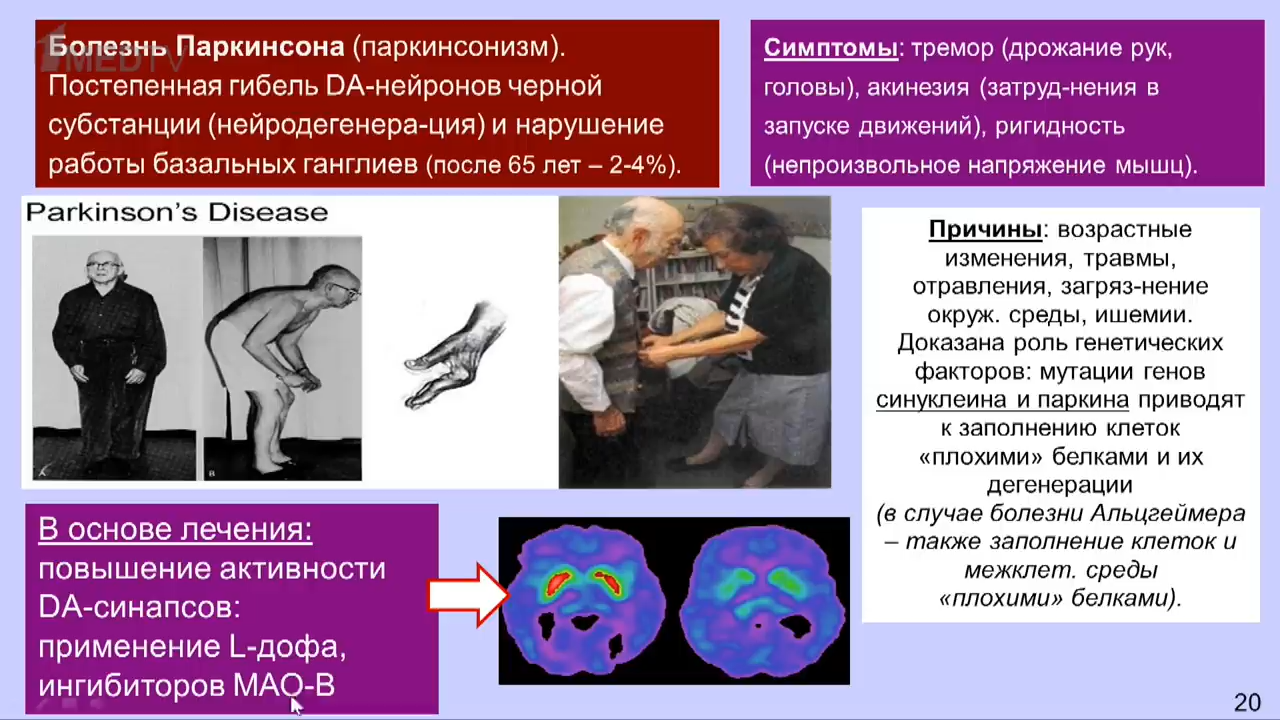 1MEDTV
Болезнь Паркинсона (паркинсонизм).
Постепенная гибель DA-нейронов черной
субстанции (нейродегенера-ция) и нарушение
работы базальных ганглиев (после 65 лет – 2-4%).
Симптомы: тремор (дрожание рук,
головы), акинезия (затруд-нения в
запуске движений), ригидность
(непроизвольное напряжение мышц).
Parkinson's Disease
A
B
Причины: возрастные
изменения, травмы,
отравления, загряз-нение
окруж. среды, ишемии.
Доказана роль генетических
факторов: мутации генов
синуклеина и паркина приводят
к заполнению клеток
«плохими» белками и их
дегенерации
(в случае болезни Альцгеймера
– также заполнение клеток и
межклет. среды
«плохими» белками).
В основе лечения:
повышение активности
DA-синапсов:
применение L-дофа,
ингибиторов МАО-В
20